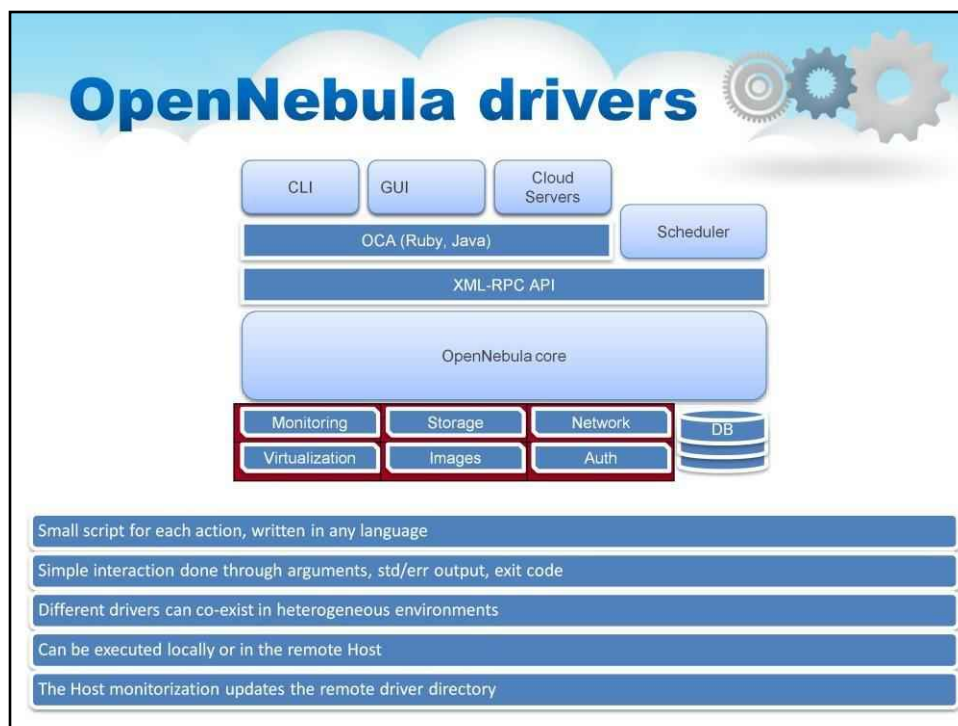 OpenNebula drivers
CLI
GUI
Cloud
Servers
OCA (Ruby, Java)
Scheduler
XML-RPC API
OpenNebula core
Monitoring
Storage
Network
DB
Virtualization
Images
Auth
Small script for each action, written in any language
Simple interaction done through arguments, std/err output, exit code
Different drivers can co-exist in heterogeneous environments
Can be executed locally or in the remote Host
The Host monitorization updates the remote driver directory